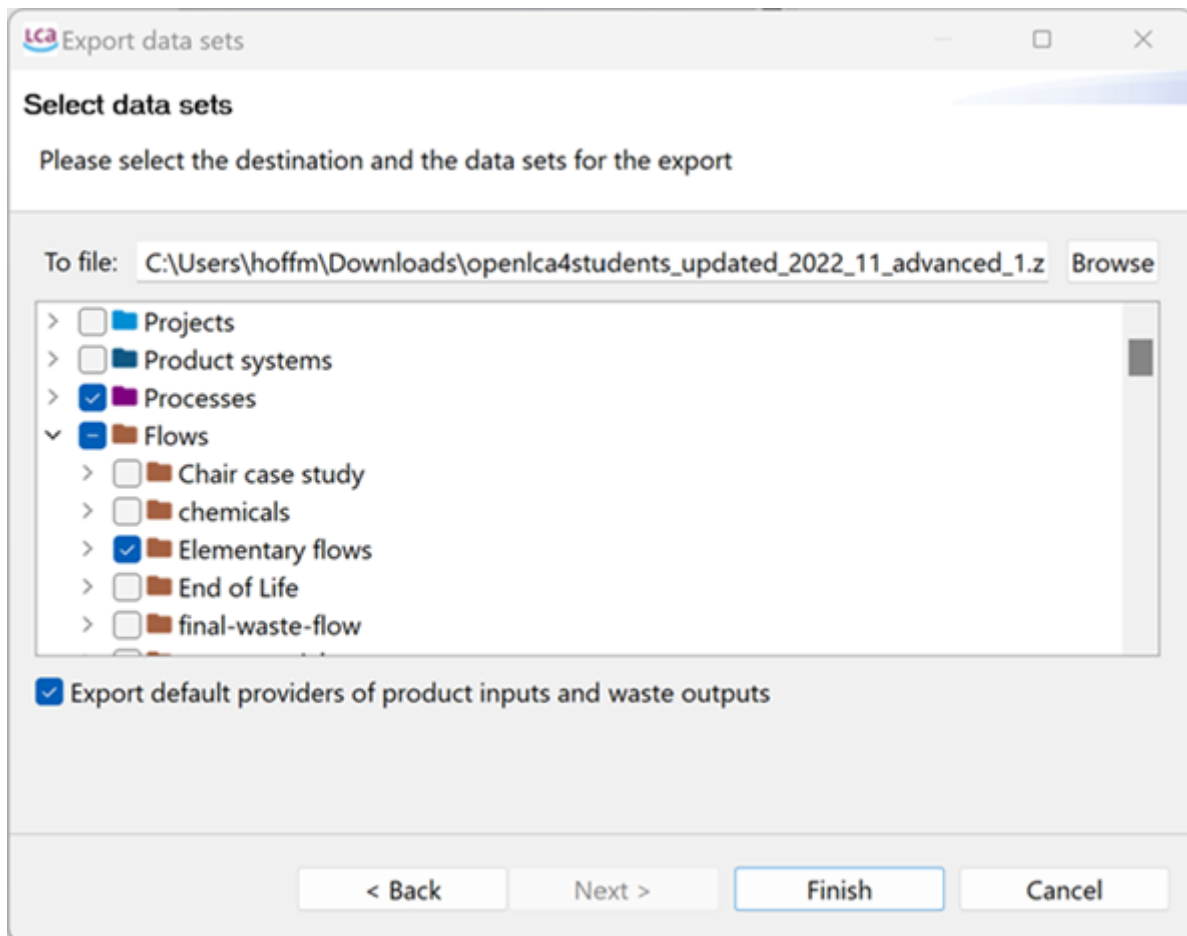 LCA Export data sets
Select data sets
Please select the destination and the data sets for the export
To file: C:\Users\hoffm\Downloads\openlca4students_updated_2022_11_advanced_1.z Browse
Projects
Product systems
Processes
Flows
Chair case study
chemicals
Elementary flows
End of Life
final-waste-flow
Export default providers of product inputs and waste outputs
< Back Next > Finish Cancel